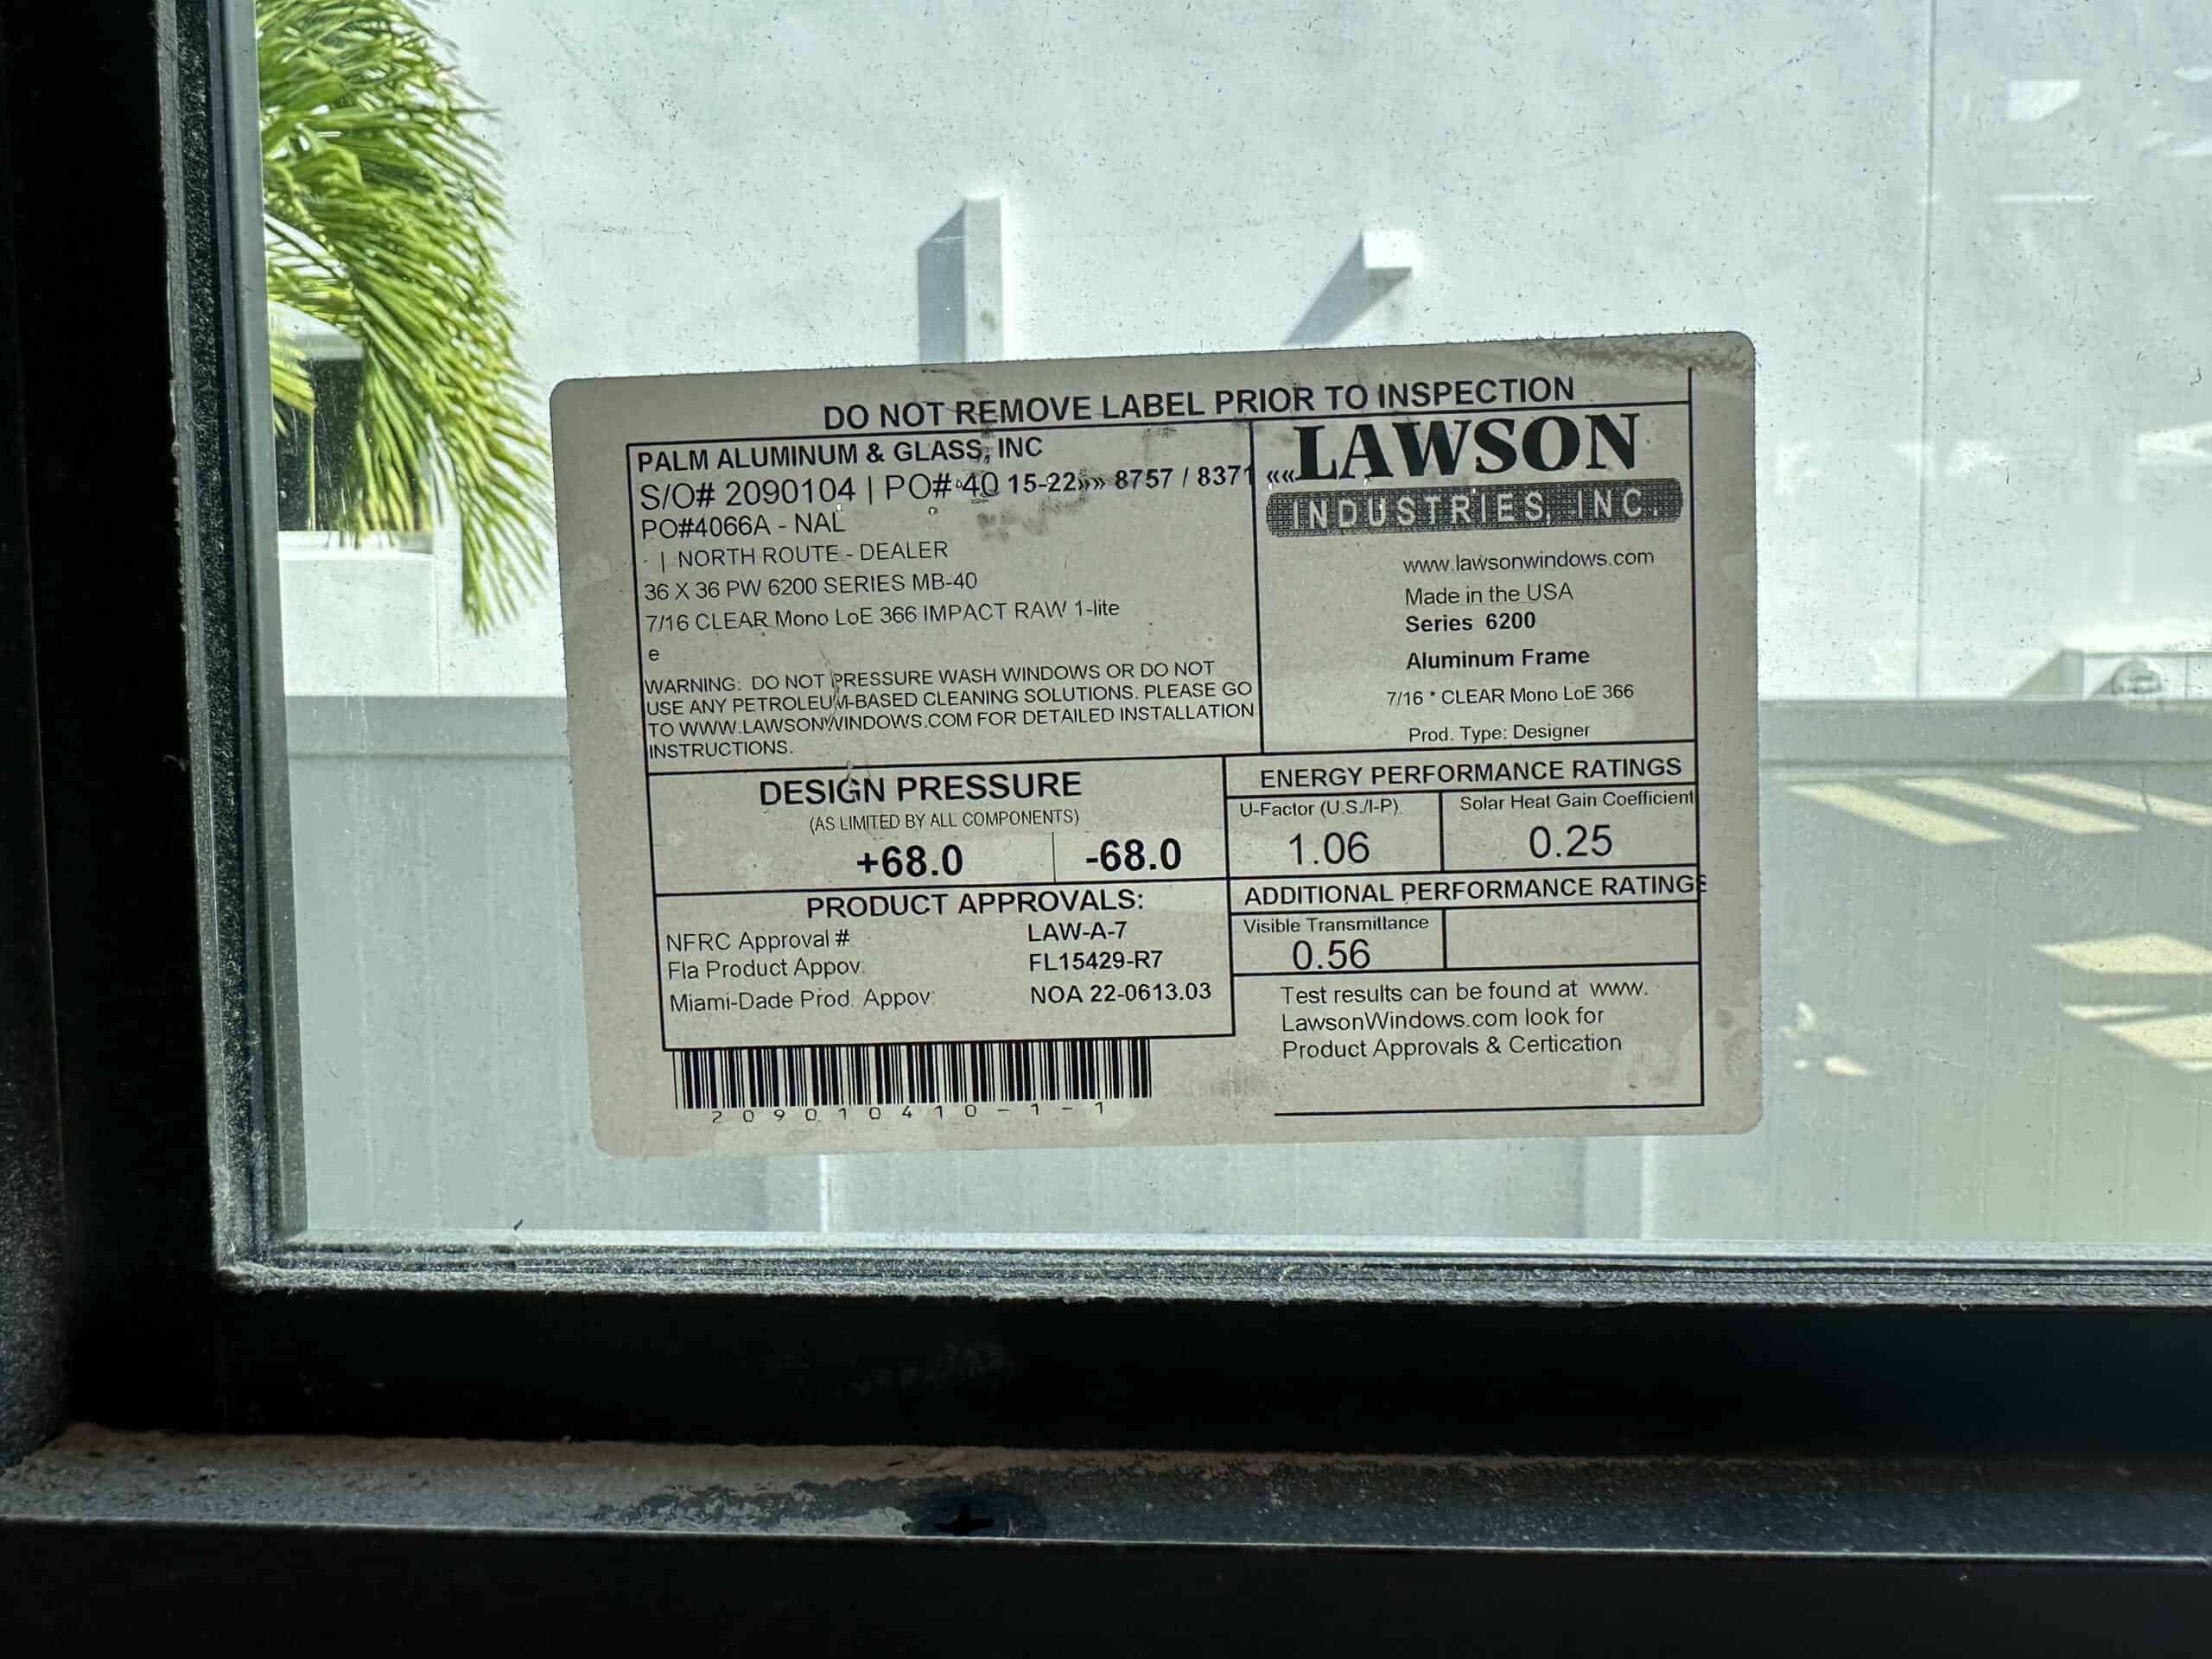 DO NOT REMOVE LABEL PRIOR TO INSPECTION
PALM ALUMINUM & GLASS, INC
S/O# 2090104 | PO# 40 15-22»» 8757 / 8371 ««
PO#4066A - NAL
- | NORTH ROUTE - DEALER
36 X 36 PW 6200 SERIES MB-40
7/16 CLEAR Mono LoE 366 IMPACT RAW 1-lite
e
WARNING: DO NOT PRESSURE WASH WINDOWS OR DO NOT
USE ANY PETROLEUM-BASED CLEANING SOLUTIONS. PLEASE GO
TO WWW.LAWSONWINDOWS.COM FOR DETAILED INSTALLATION
INSTRUCTIONS.
LAWSON
INDUSTRIES, INC.
www.lawsonwindows.com
Made in the USA
Series 6200
Aluminum Frame
7/16 * CLEAR Mono LoE 366
Prod. Type: Designer
DESIGN PRESSURE
(AS LIMITED BY ALL COMPONENTS)
+68.0 -68.0
ENERGY PERFORMANCE RATINGS
U-Factor (U.S./I-P) Solar Heat Gain Coefficient
1.06 0.25
ADDITIONAL PERFORMANCE RATINGS
Visible Transmittance
0.56
PRODUCT APPROVALS:
NFRC Approval # LAW-A-7
Fla Product Appov: FL15429-R7
Miami-Dade Prod. Appov: NOA 22-0613.03
Test results can be found at www.
LawsonWindows.com look for
Product Approvals & Certication
209010410-1-1